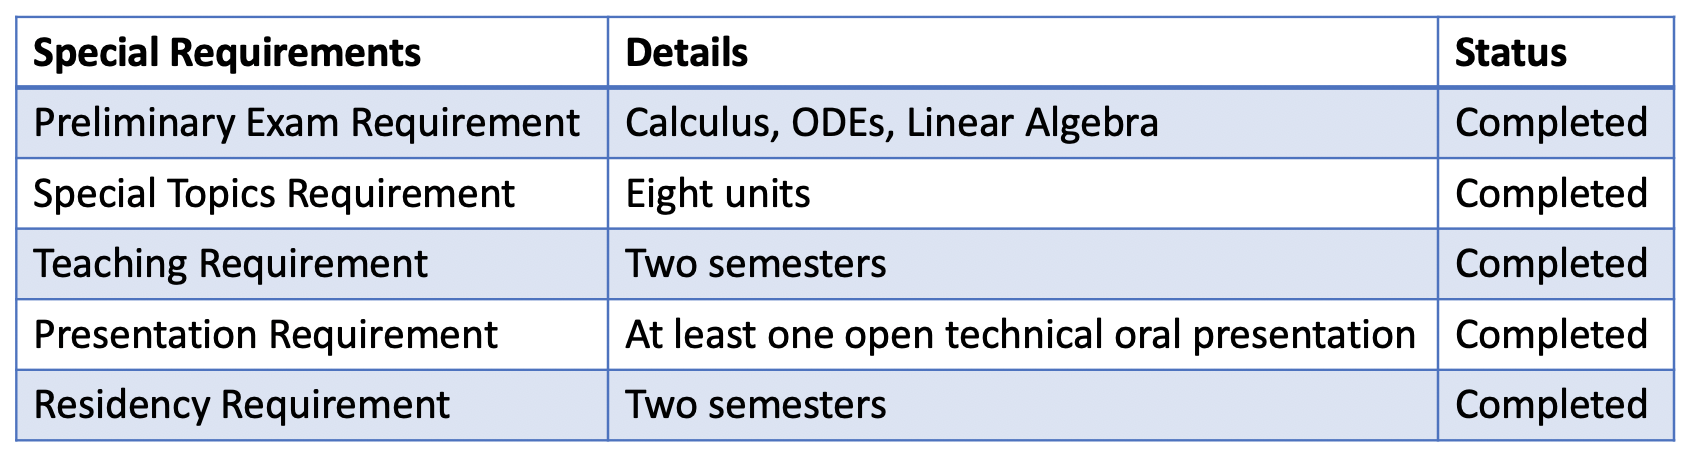 Special Requirements Details Status
Preliminary Exam Requirement Calculus, ODEs, Linear Algebra Completed
Special Topics Requirement Eight units Completed
Teaching Requirement Two semesters Completed
Presentation Requirement At least one open technical oral presentation Completed
Residency Requirement Two semesters Completed